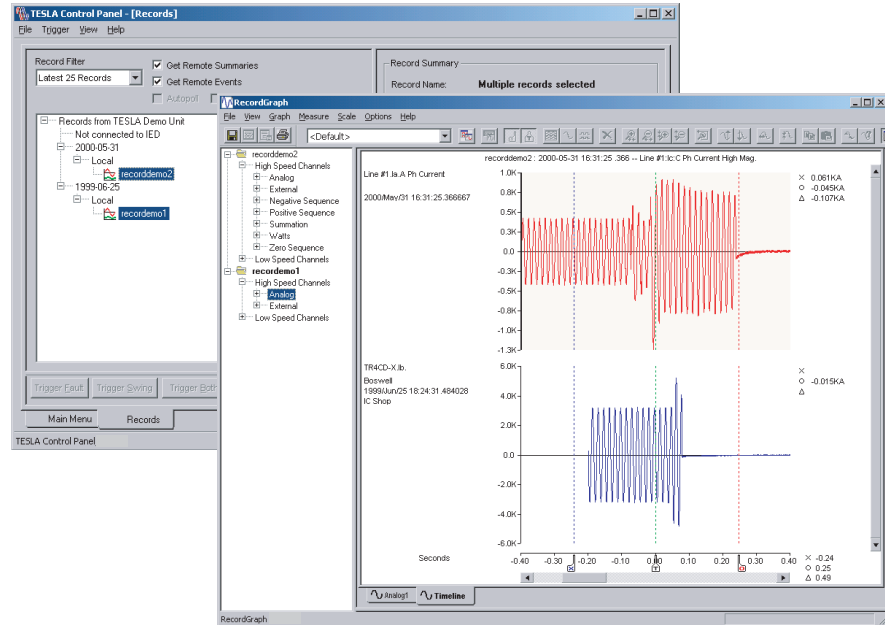 TESLA Control Panel - [Records]
File Trigger View Help
Record Filter
Latest 25 Records
Get Remote Summaries
Get Remote Events
Autopoll
Record Summary
Record Name: Multiple records selected
Records from TESLA Demo Unit
Not connected to IED
2000-05-31
Local
recorddemo2
1999-06-25
Local
recordemo1
Trigger Fault Trigger Swing Trigger Both
Main Menu Records
TESLA Control Panel
RecordGraph
File View Graph Measure Scale Options Help
<Default>
recorddemo2
High Speed Channels
Analog
External
Negative Sequence
Positive Sequence
Summation
Watts
Zero Sequence
Low Speed Channels
recordemo1
High Speed Channels
Analog
External
Low Speed Channels
recorddemo2 : 2000-05-31 16:31:25 .366 -- Line #1:Ic:C Ph Current High Mag.
Line #1.Ia.A Ph Current
2000/May/31 16:31:25.366667
1.0K
0.8K
0.5K
0.3K
0.0
-0.3K
-0.5K
-0.8K
-1.0K
-1.3K
× 0.061KA
O -0.045KA
Δ -0.107KA
TR4CD-X.Ib.
Boswell
1999/Jun/25 18:24:31.484028
IC Shop
6.0K
4.0K
2.0K
0.0
-2.0K
-4.0K
-6.0K
×
O -0.015KA
Δ
Seconds
-0.40 -0.30 -0.20 -0.10 0.00 0.10 0.20 0.30 0.40
× -0.24
O 0.25
Δ 0.49
X T O
Analog1 Timeline
RecordGraph